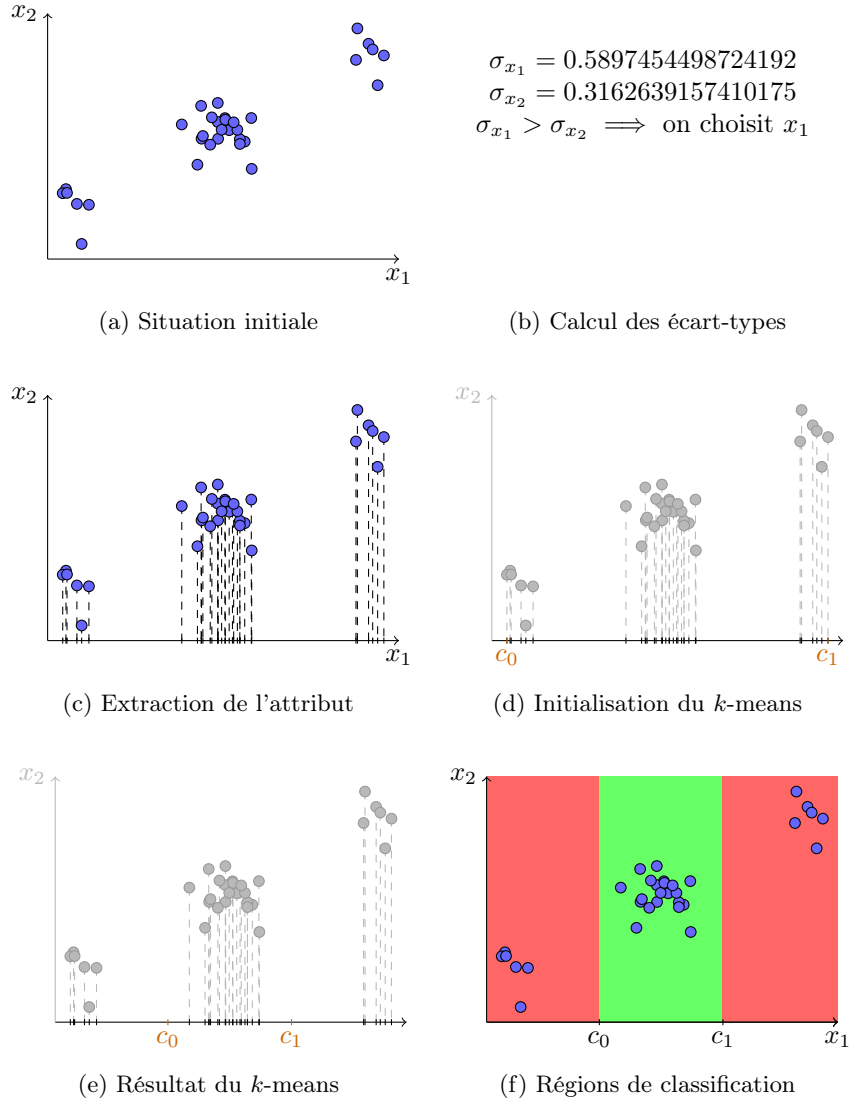 x₂
x₁
(a) Situation initiale
σₓ₁ = 0.5897454498724192
σₓ₂ = 0.3162639157410175
σₓ₁ > σₓ₂ ⟹ on choisit x₁
(b) Calcul des écart-types
x₂
x₁
(c) Extraction de l'attribut
x₂
c₀ c₁
(d) Initialisation du k-means
x₂
c₀ c₁
(e) Résultat du k-means
x₂
c₀ c₁ x₁
(f) Régions de classification